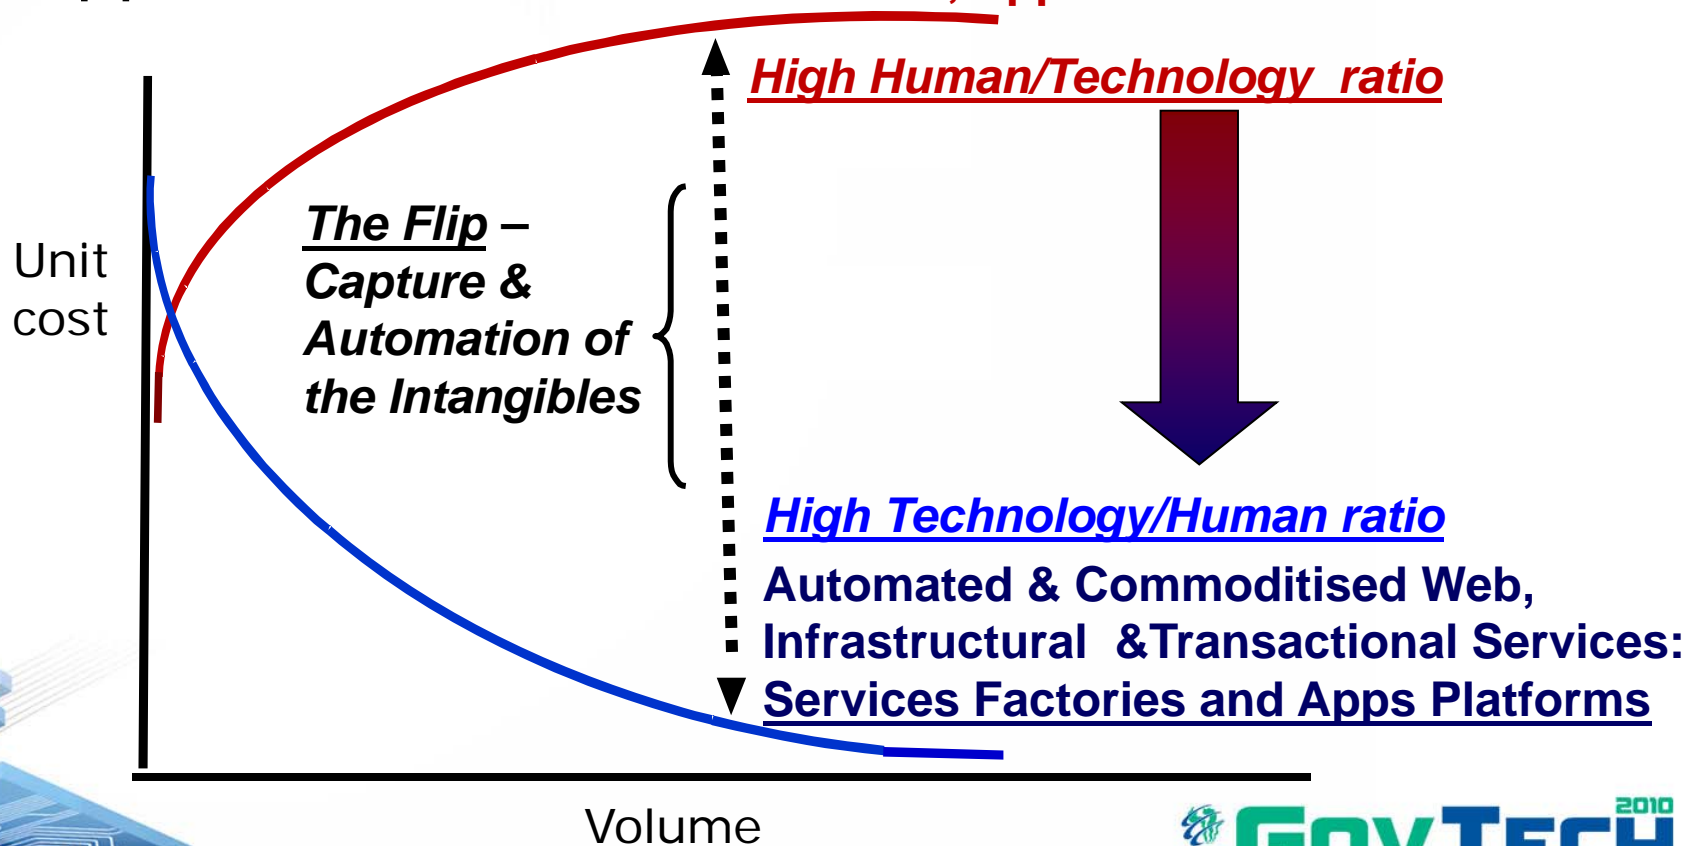 High Human/Technology ratio
The Flip –
Capture &
Automation of
the Intangibles
Unit
cost
High Technology/Human ratio
Automated & Commoditised Web,
Infrastructural &Transactional Services:
Services Factories and Apps Platforms
Volume
GovTech 2010